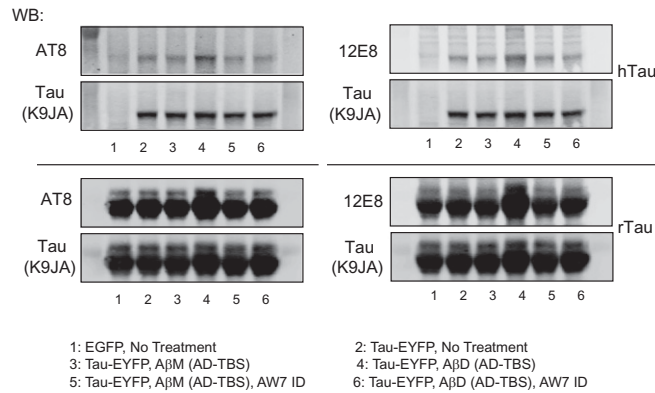 WB:
AT8
12E8
hTau
Tau
(K9JA)
Tau
(K9JA)
1 2 3 4 5 6
1 2 3 4 5 6
AT8
12E8
rTau
Tau
(K9JA)
Tau
(K9JA)
1 2 3 4 5 6
1 2 3 4 5 6
1: EGFP, No Treatment
2: Tau-EYFP, No Treatment
3: Tau-EYFP, AβM (AD-TBS)
4: Tau-EYFP, AβD (AD-TBS)
5: Tau-EYFP, AβM (AD-TBS), AW7 ID
6: Tau-EYFP, AβD (AD-TBS), AW7 ID